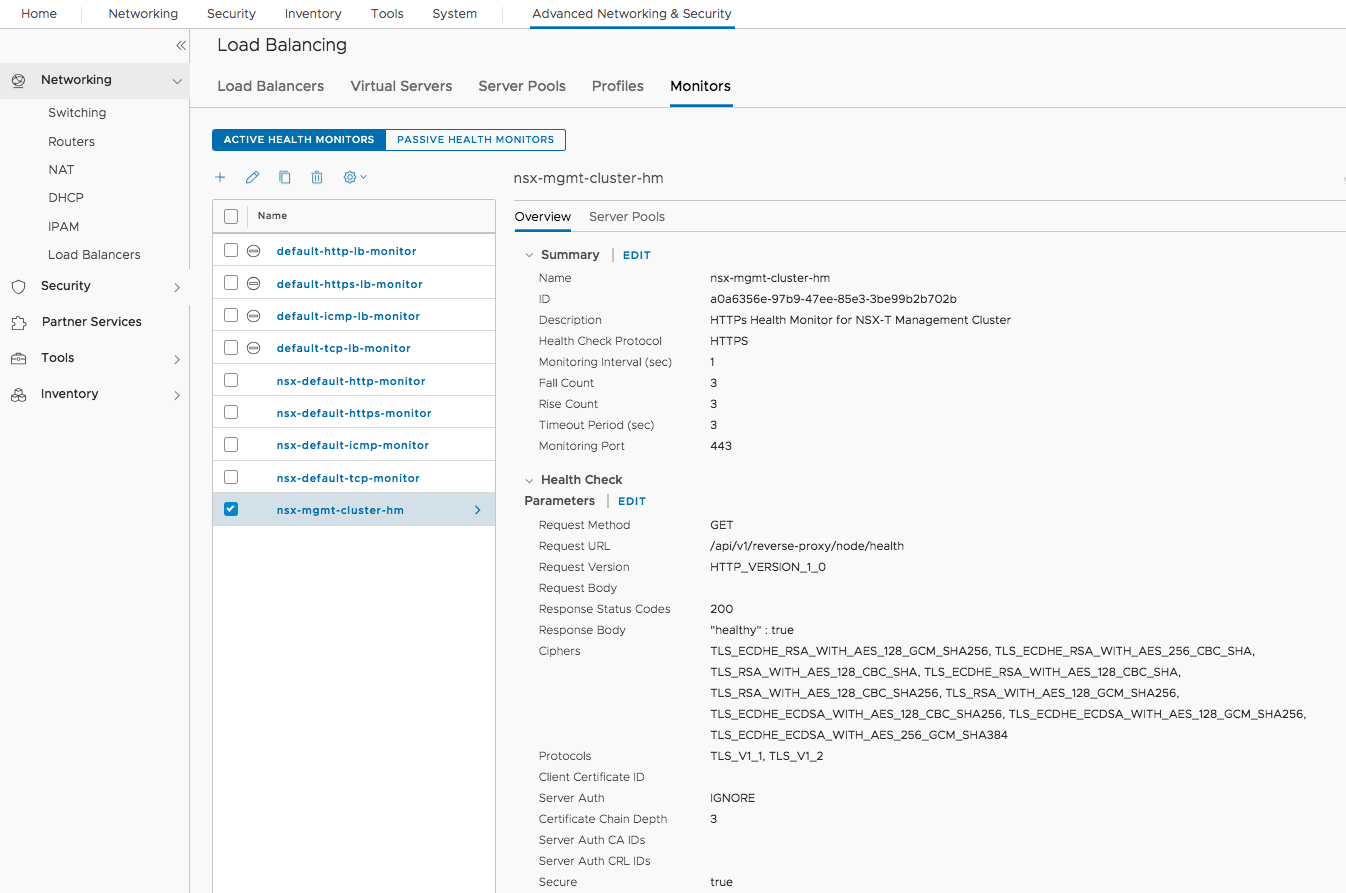 Home Networking Security Inventory Tools System Advanced Networking & Security
Networking
Switching
Routers
NAT
DHCP
IPAM
Load Balancers
Security
Partner Services
Tools
Inventory
Load Balancing
Load Balancers Virtual Servers Server Pools Profiles Monitors
ACTIVE HEALTH MONITORS PASSIVE HEALTH MONITORS
Name
default-http-lb-monitor
default-https-lb-monitor
default-icmp-lb-monitor
default-tcp-lb-monitor
nsx-default-http-monitor
nsx-default-https-monitor
nsx-default-icmp-monitor
nsx-default-tcp-monitor
nsx-mgmt-cluster-hm
nsx-mgmt-cluster-hm
Overview Server Pools
Summary | EDIT
Name nsx-mgmt-cluster-hm
ID a0a6356e-97b9-47ee-85e3-3be99b2b702b
Description HTTPs Health Monitor for NSX-T Management Cluster
Health Check Protocol HTTPS
Monitoring Interval (sec) 1
Fall Count 3
Rise Count 3
Timeout Period (sec) 3
Monitoring Port 443
Health Check
Parameters | EDIT
Request Method GET
Request URL /api/v1/reverse-proxy/node/health
Request Version HTTP_VERSION_1_0
Request Body
Response Status Codes 200
Response Body "healthy" : true
Ciphers TLS_ECDHE_RSA_WITH_AES_128_GCM_SHA256, TLS_ECDHE_RSA_WITH_AES_256_CBC_SHA,
TLS_RSA_WITH_AES_128_CBC_SHA, TLS_ECDHE_RSA_WITH_AES_128_CBC_SHA,
TLS_RSA_WITH_AES_128_CBC_SHA256, TLS_RSA_WITH_AES_128_GCM_SHA256,
TLS_ECDHE_ECDSA_WITH_AES_128_CBC_SHA256, TLS_ECDHE_ECDSA_WITH_AES_128_GCM_SHA256,
TLS_ECDHE_ECDSA_WITH_AES_256_GCM_SHA384
Protocols TLS_V1_1, TLS_V1_2
Client Certificate ID
Server Auth IGNORE
Certificate Chain Depth 3
Server Auth CA IDs
Server Auth CRL IDs
Secure true